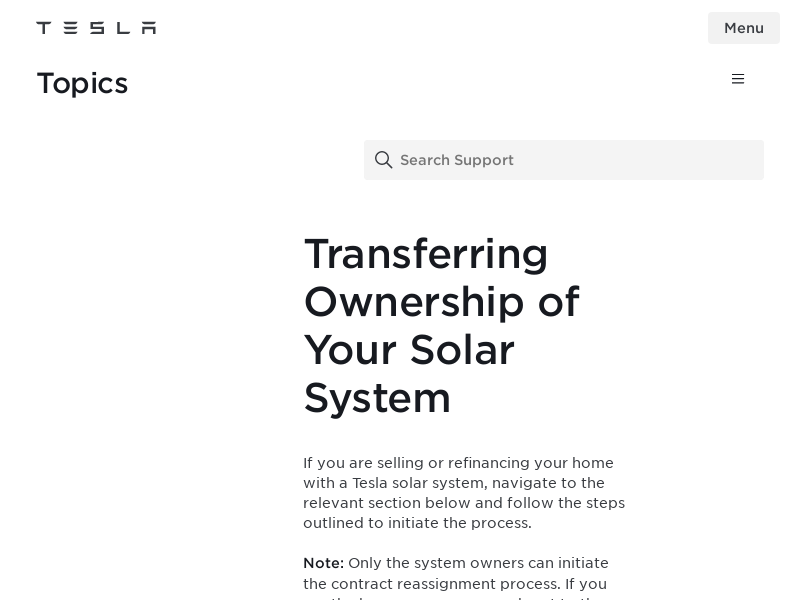 TESLA
Menu
Topics
Search Support
Transferring
Ownership of
Your Solar
System
If you are selling or refinancing your home
with a Tesla solar system, navigate to the
relevant section below and follow the steps
outlined to initiate the process.
Note: Only the system owners can initiate
the contract reassignment process. If you